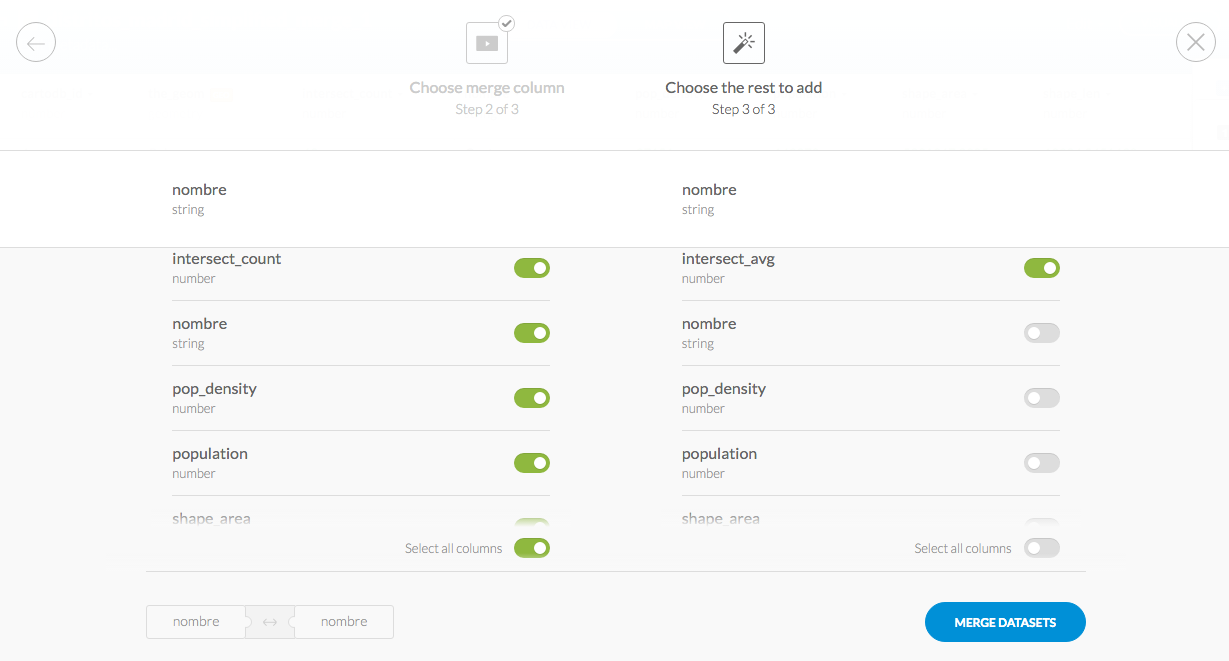 Choose merge column
Step 2 of 3
Choose the rest to add
Step 3 of 3
nombre
string
nombre
string
intersect_count
number
intersect_avg
number
nombre
string
nombre
string
pop_density
number
pop_density
number
population
number
population
number
shape_area
shape_area
Select all columns
Select all columns
nombre
nombre
MERGE DATASETS